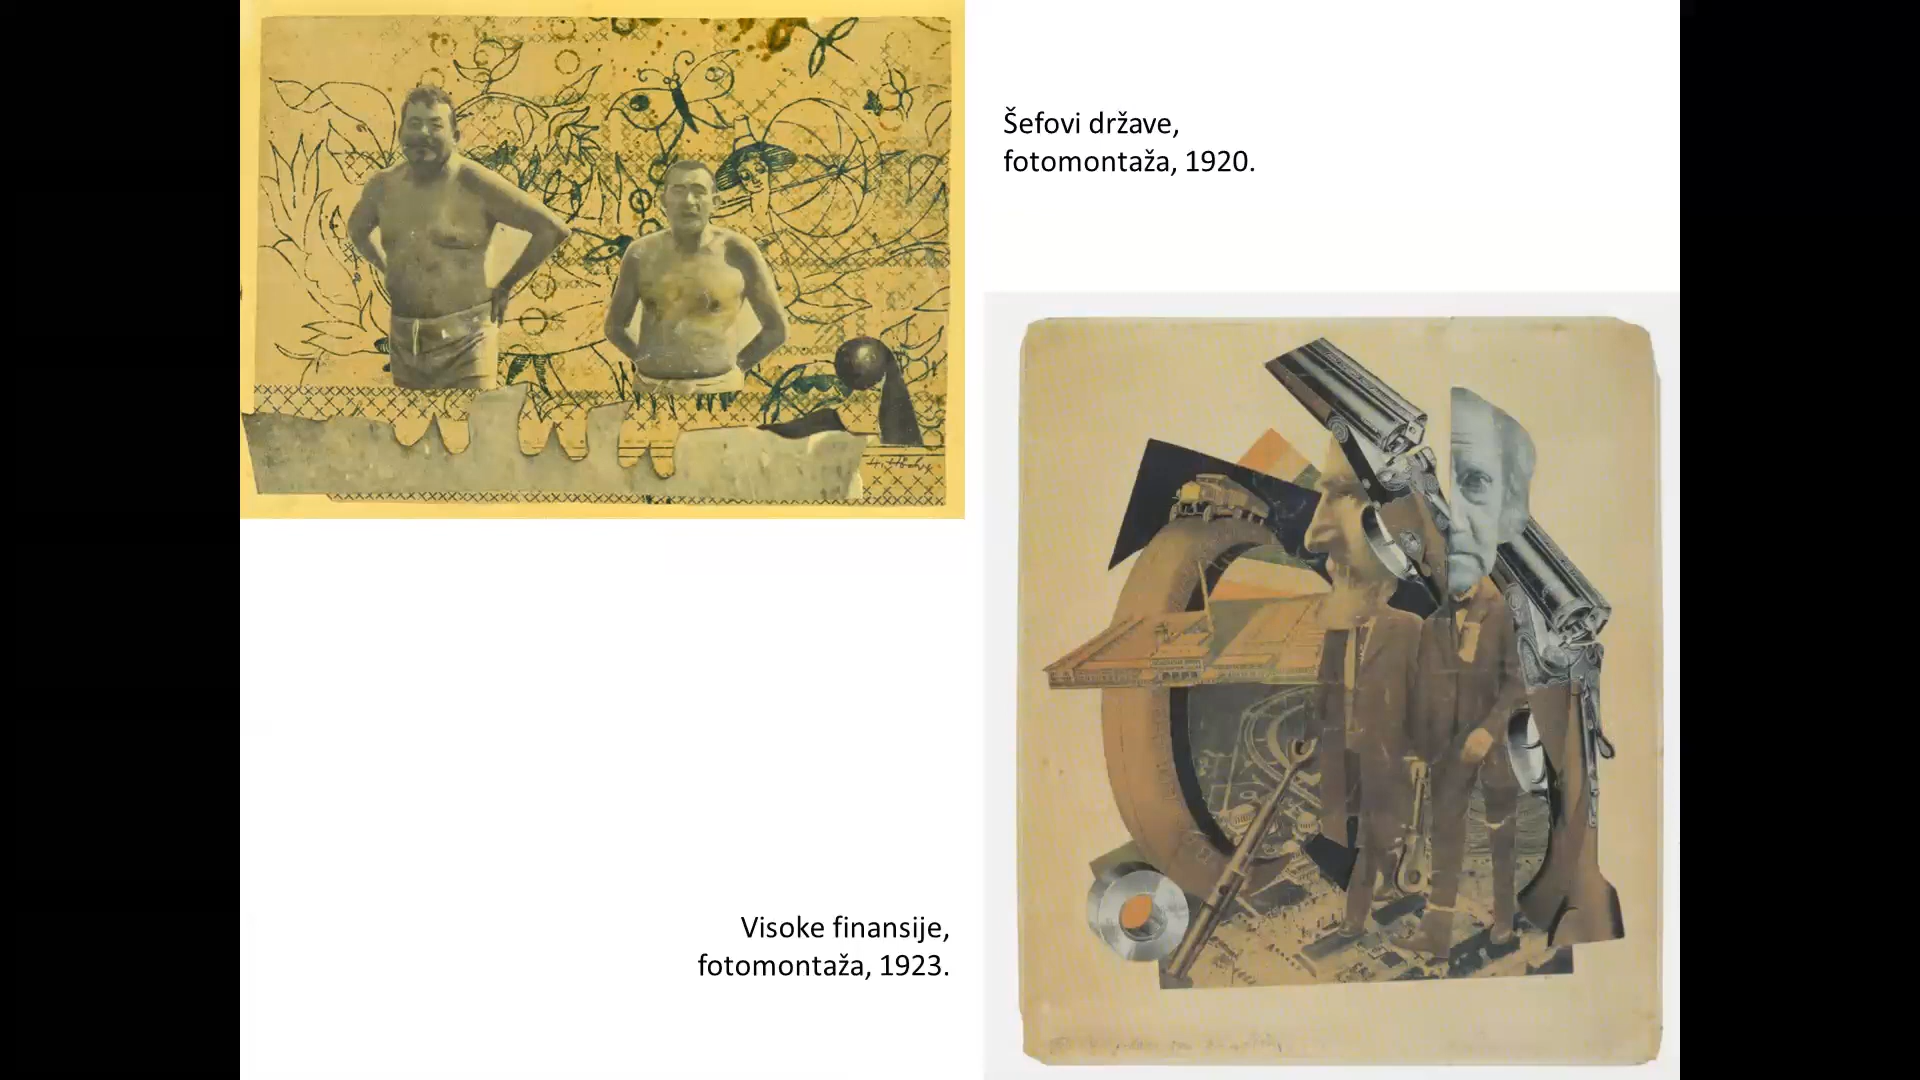 Šefovi države,
fotomontaža, 1920.
Visoke finansije,
fotomontaža, 1923.